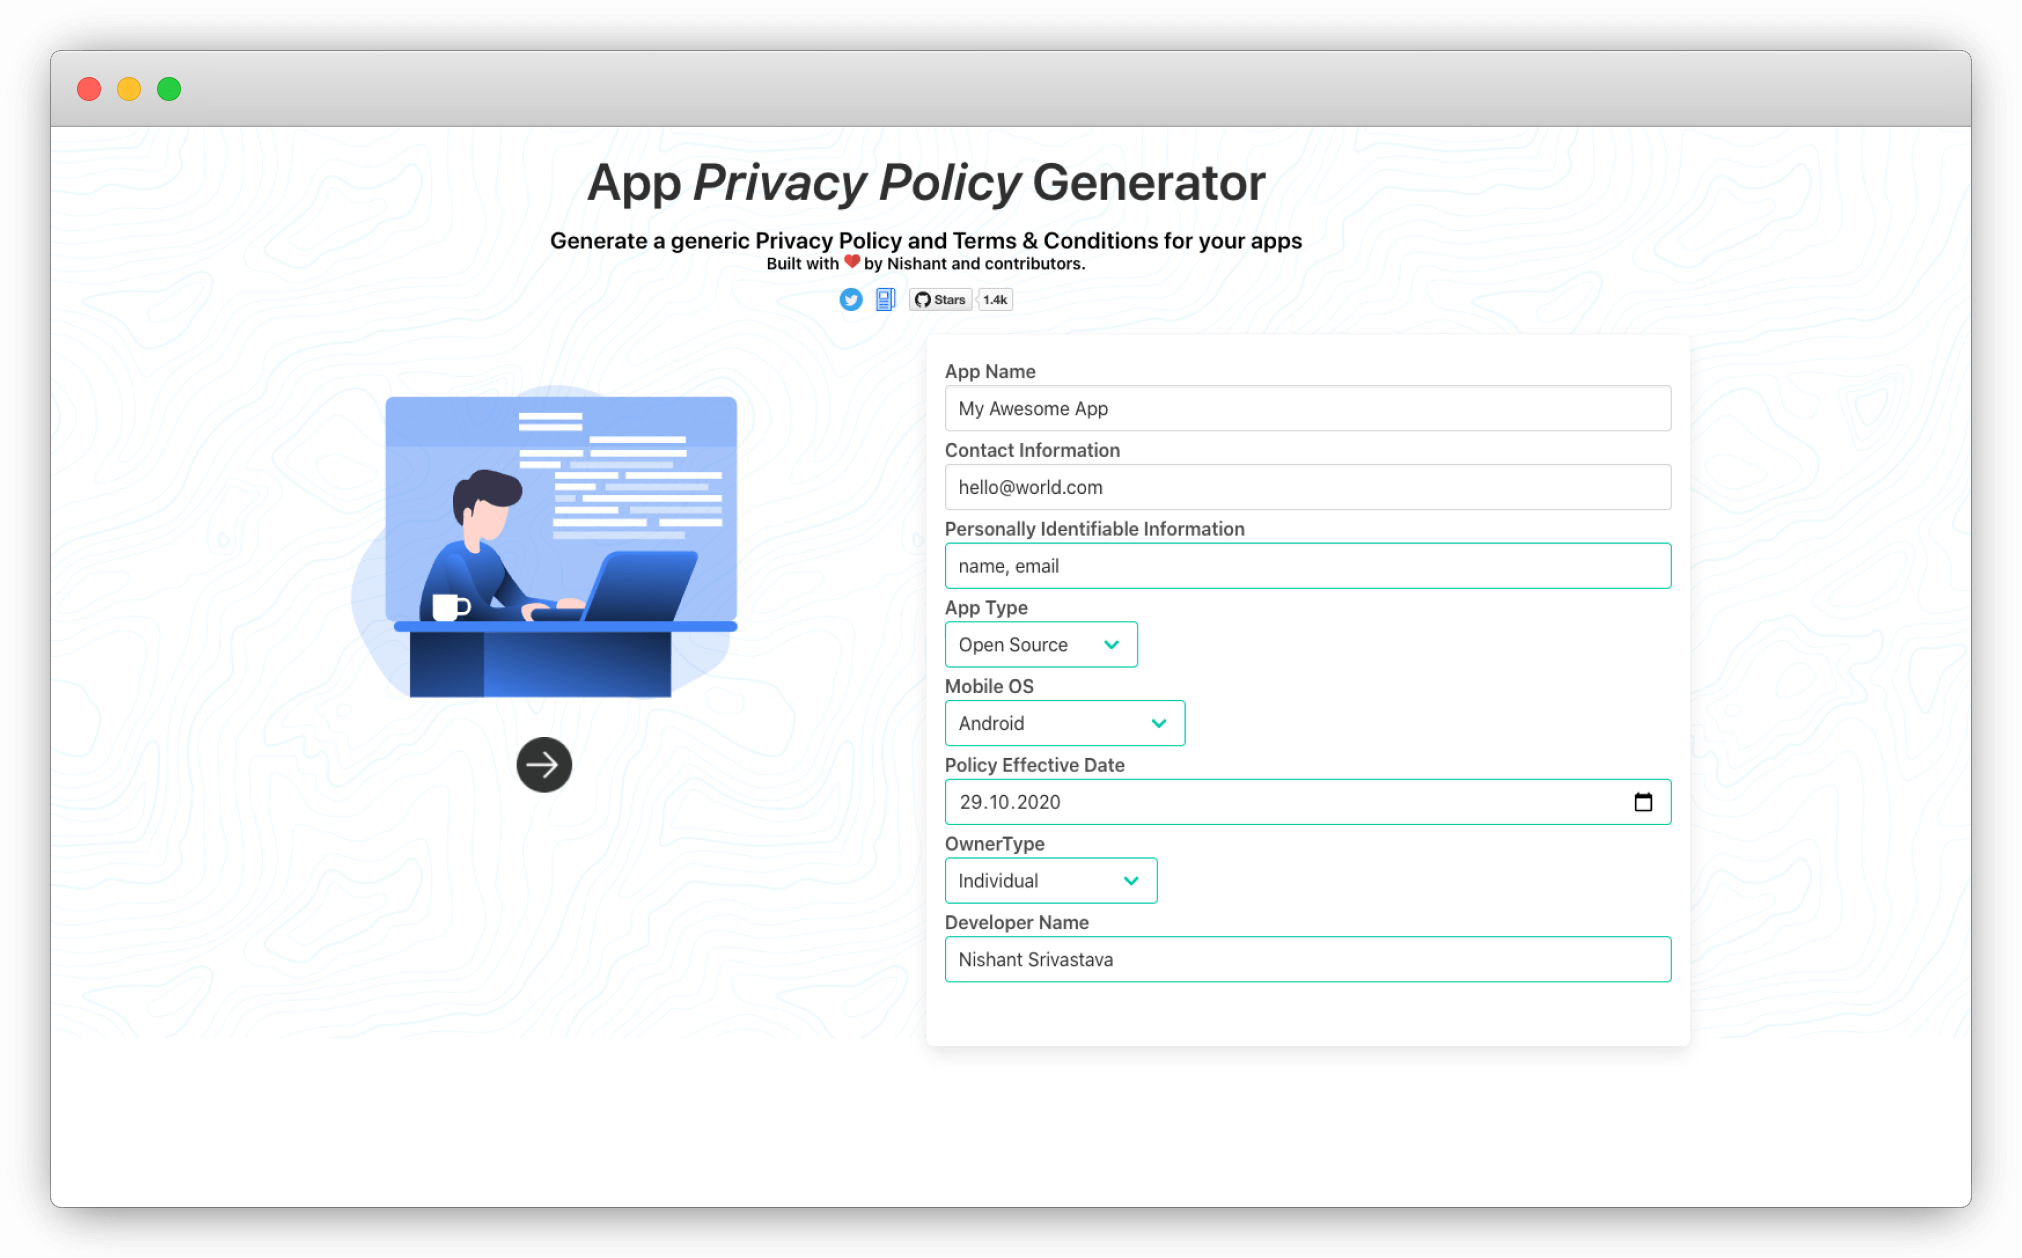 App Privacy Policy Generator
Generate a generic Privacy Policy and Terms & Conditions for your apps
Built with ❤ by Nishant and contributors.
Stars 1.4k
App Name
My Awesome App
Contact Information
hello@world.com
Personally Identifiable Information
name, email
App Type
Open Source
Mobile OS
Android
Policy Effective Date
29.10.2020
OwnerType
Individual
Developer Name
Nishant Srivastava